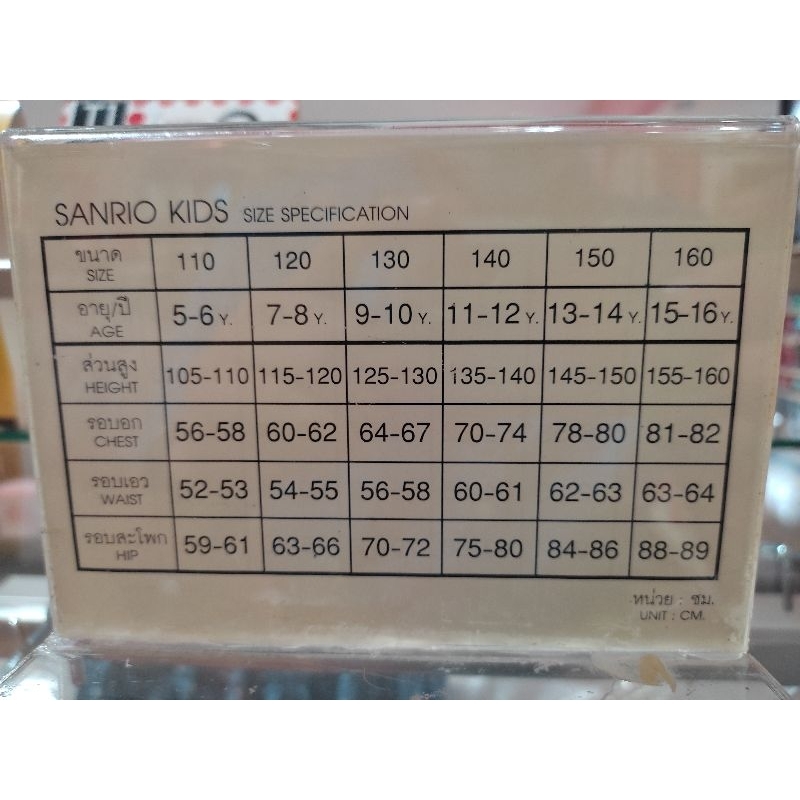 SANRIO KIDS SIZE SPECIFICATION
ขนาด SIZE 110 120 130 140 150 160
อายุ/ปี AGE 5-6 Y. 7-8 Y. 9-10 Y. 11-12 Y. 13-14 Y. 15-16 Y.
ส่วนสูง HEIGHT 105-110 115-120 125-130 135-140 145-150 155-160
รอบอก CHEST 56-58 60-62 64-67 70-74 78-80 81-82
รอบเอว WAIST 52-53 54-55 56-58 60-61 62-63 63-64
รอบสะโพก HIP 59-61 63-66 70-72 75-80 84-86 88-89
หน่วย : ซม.
UNIT : CM.